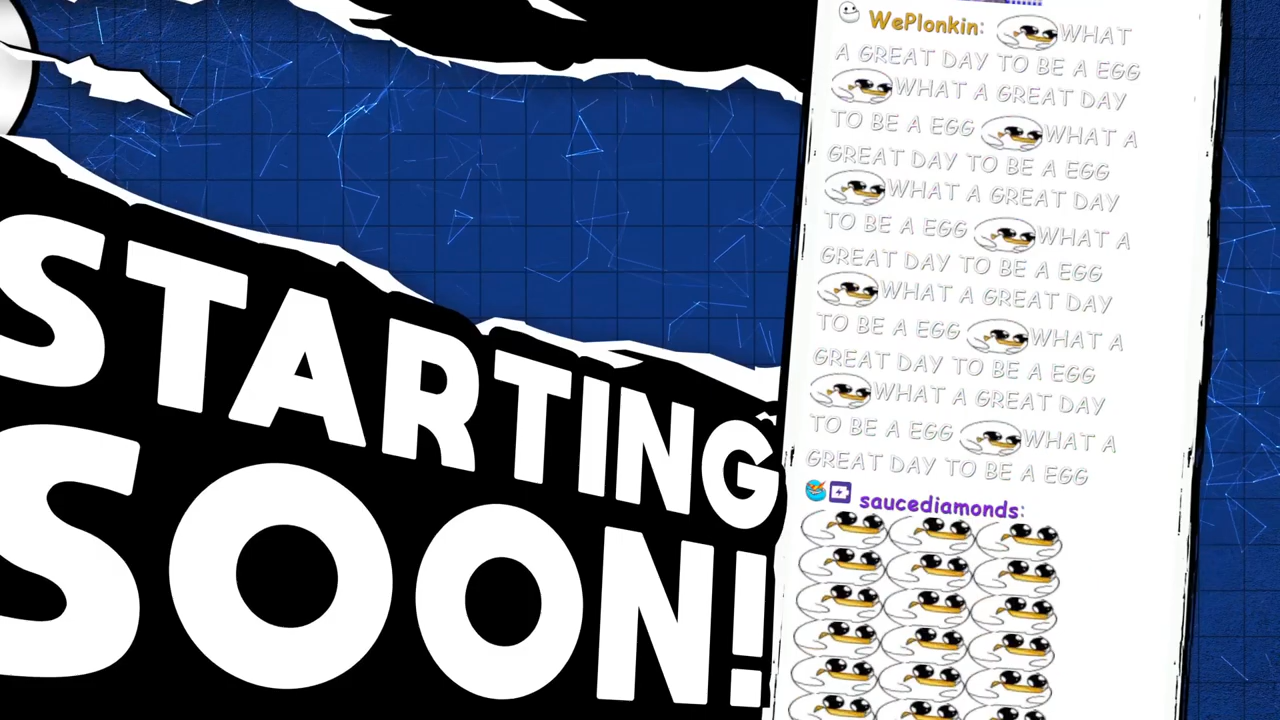 STARTING
SOON!
WePlonkin: WHAT
A GREAT DAY TO BE A EGG
WHAT A GREAT DAY
TO BE A EGG WHAT A
GREAT DAY TO BE A EGG
WHAT A GREAT DAY
TO BE A EGG WHAT A
GREAT DAY TO BE A EGG
WHAT A GREAT DAY
TO BE A EGG WHAT A
GREAT DAY TO BE A EGG
WHAT A GREAT DAY
TO BE A EGG WHAT A
GREAT DAY TO BE A EGG
saucediamonds: